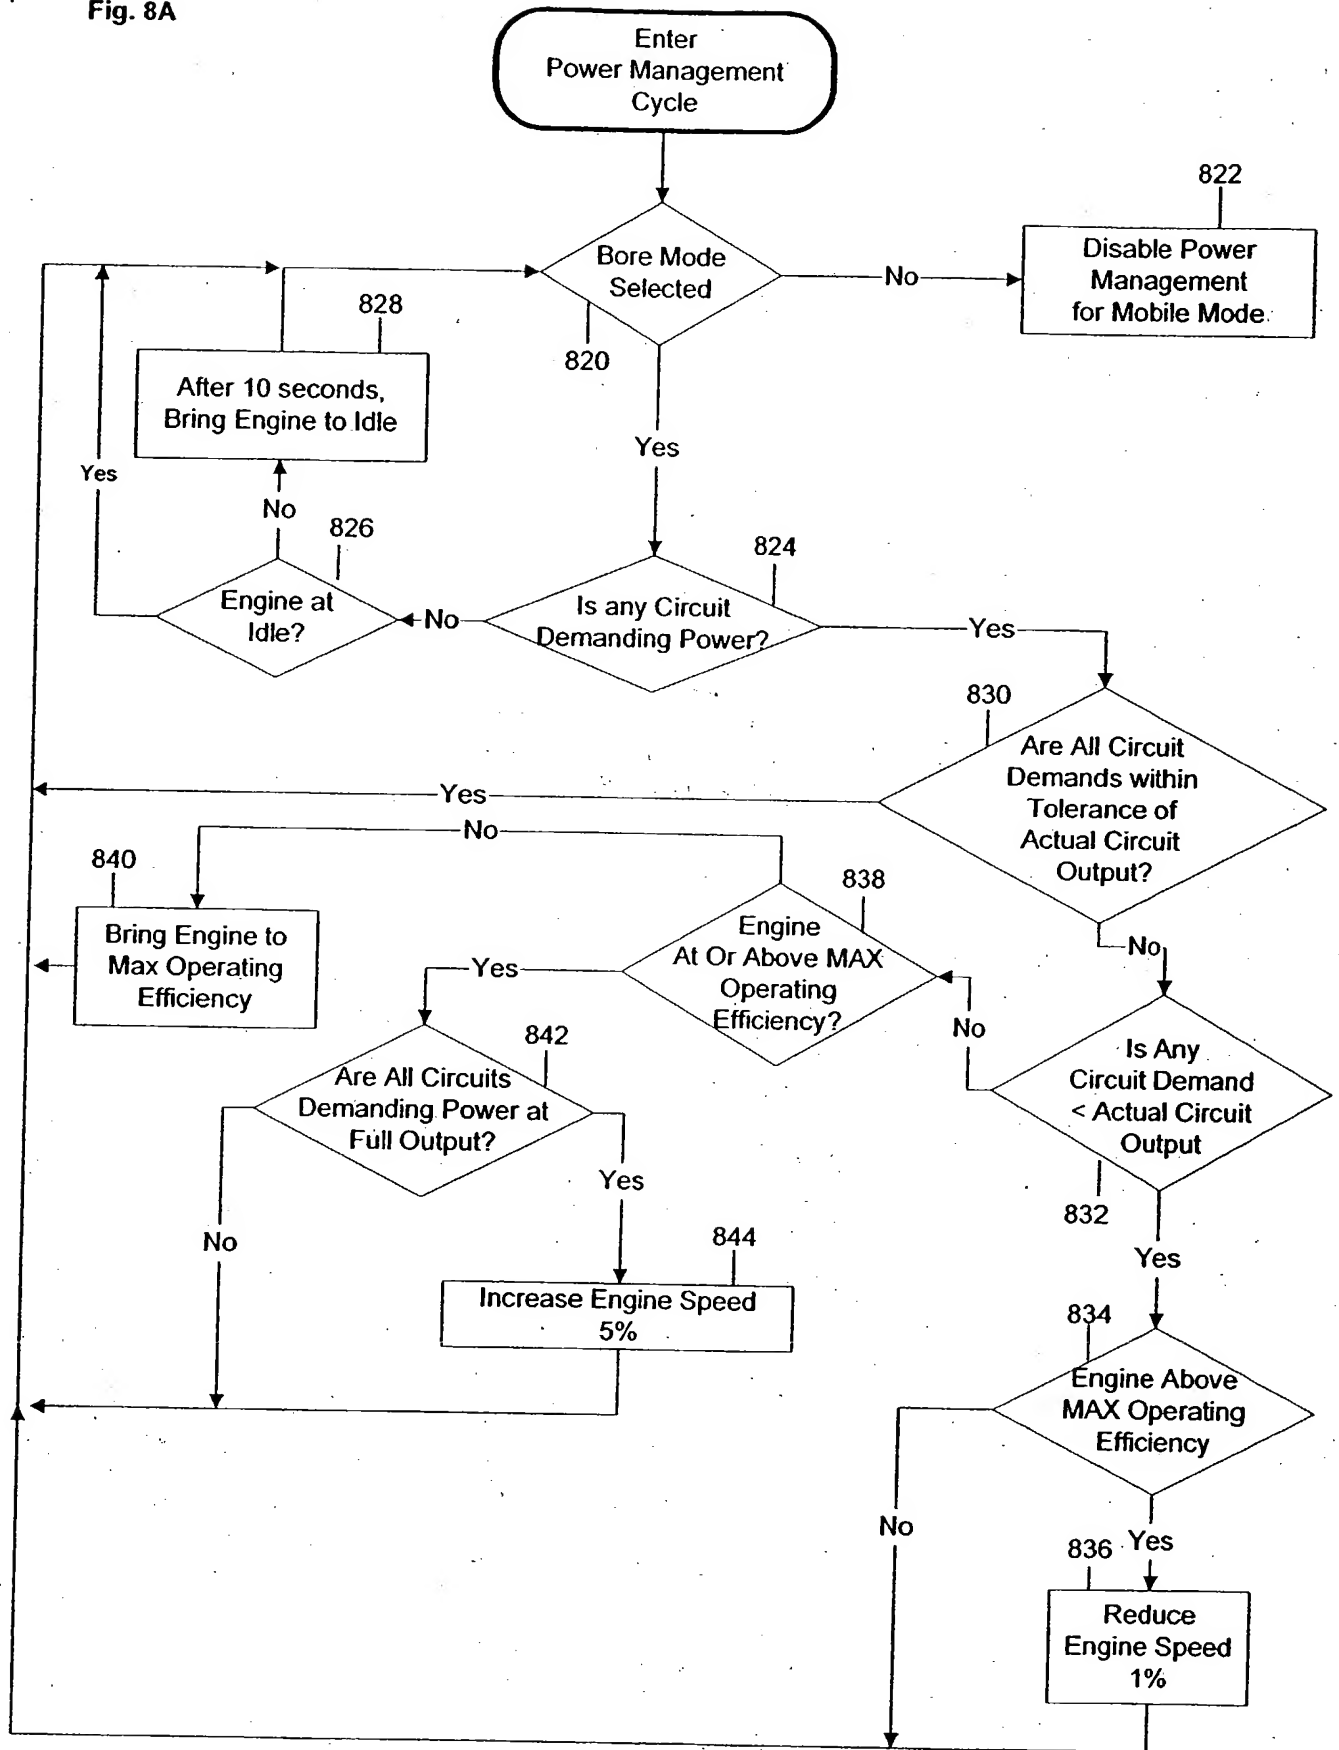 Fig. 8A
Enter
Power Management
Cycle
822
Bore Mode
Selected
No
Disable Power
Management
for Mobile Mode
828
820
After 10 seconds,
Bring Engine to Idle
Yes
Yes
No
826
824
Engine at
Idle?
No
Is any Circuit
Demanding Power?
Yes
830
Are All Circuit
Demands within
Tolerance of
Actual Circuit
Output?
Yes
No
840
838
Bring Engine to
Max Operating
Efficiency
Engine
At Or Above MAX
Operating
Efficiency?
Yes
No
No
842
Are All Circuits
Demanding Power at
Full Output?
Is Any
Circuit Demand
< Actual Circuit
Output
Yes
832
No
844
Yes
Increase Engine Speed
5%
834
Engine Above
MAX Operating
Efficiency
No
Yes
836
Reduce
Engine Speed
1%